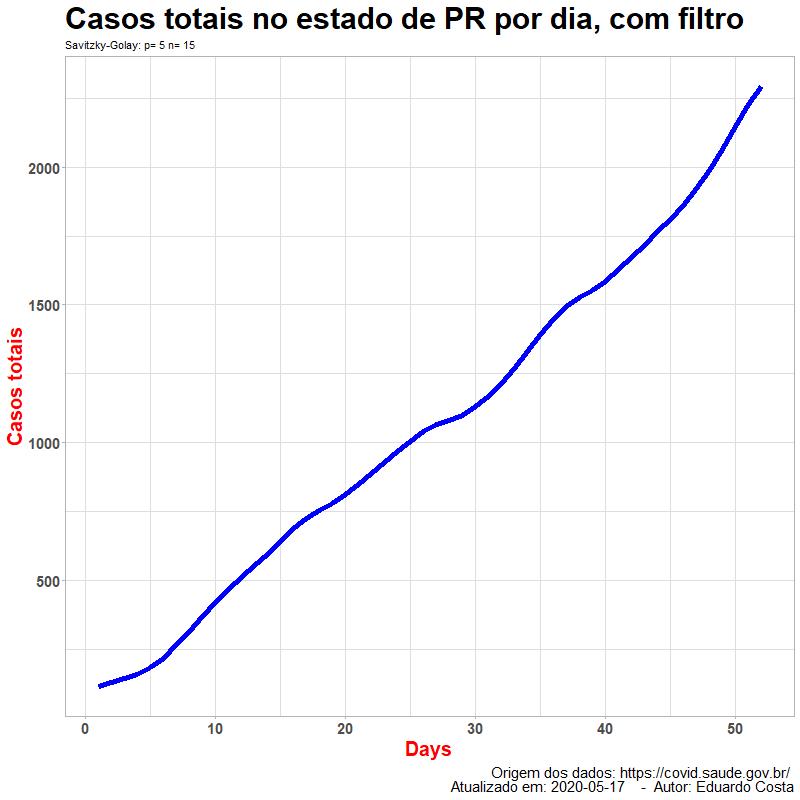 Casos totais no estado de PR por dia, com filtro
Savitzky-Golay: p= 5 n= 15
Casos totais
2000
1500
1000
500
0 10 20 30 40 50
Days
Origem dos dados: https://covid.saude.gov.br/
Atualizado em: 2020-05-17 - Autor: Eduardo Costa